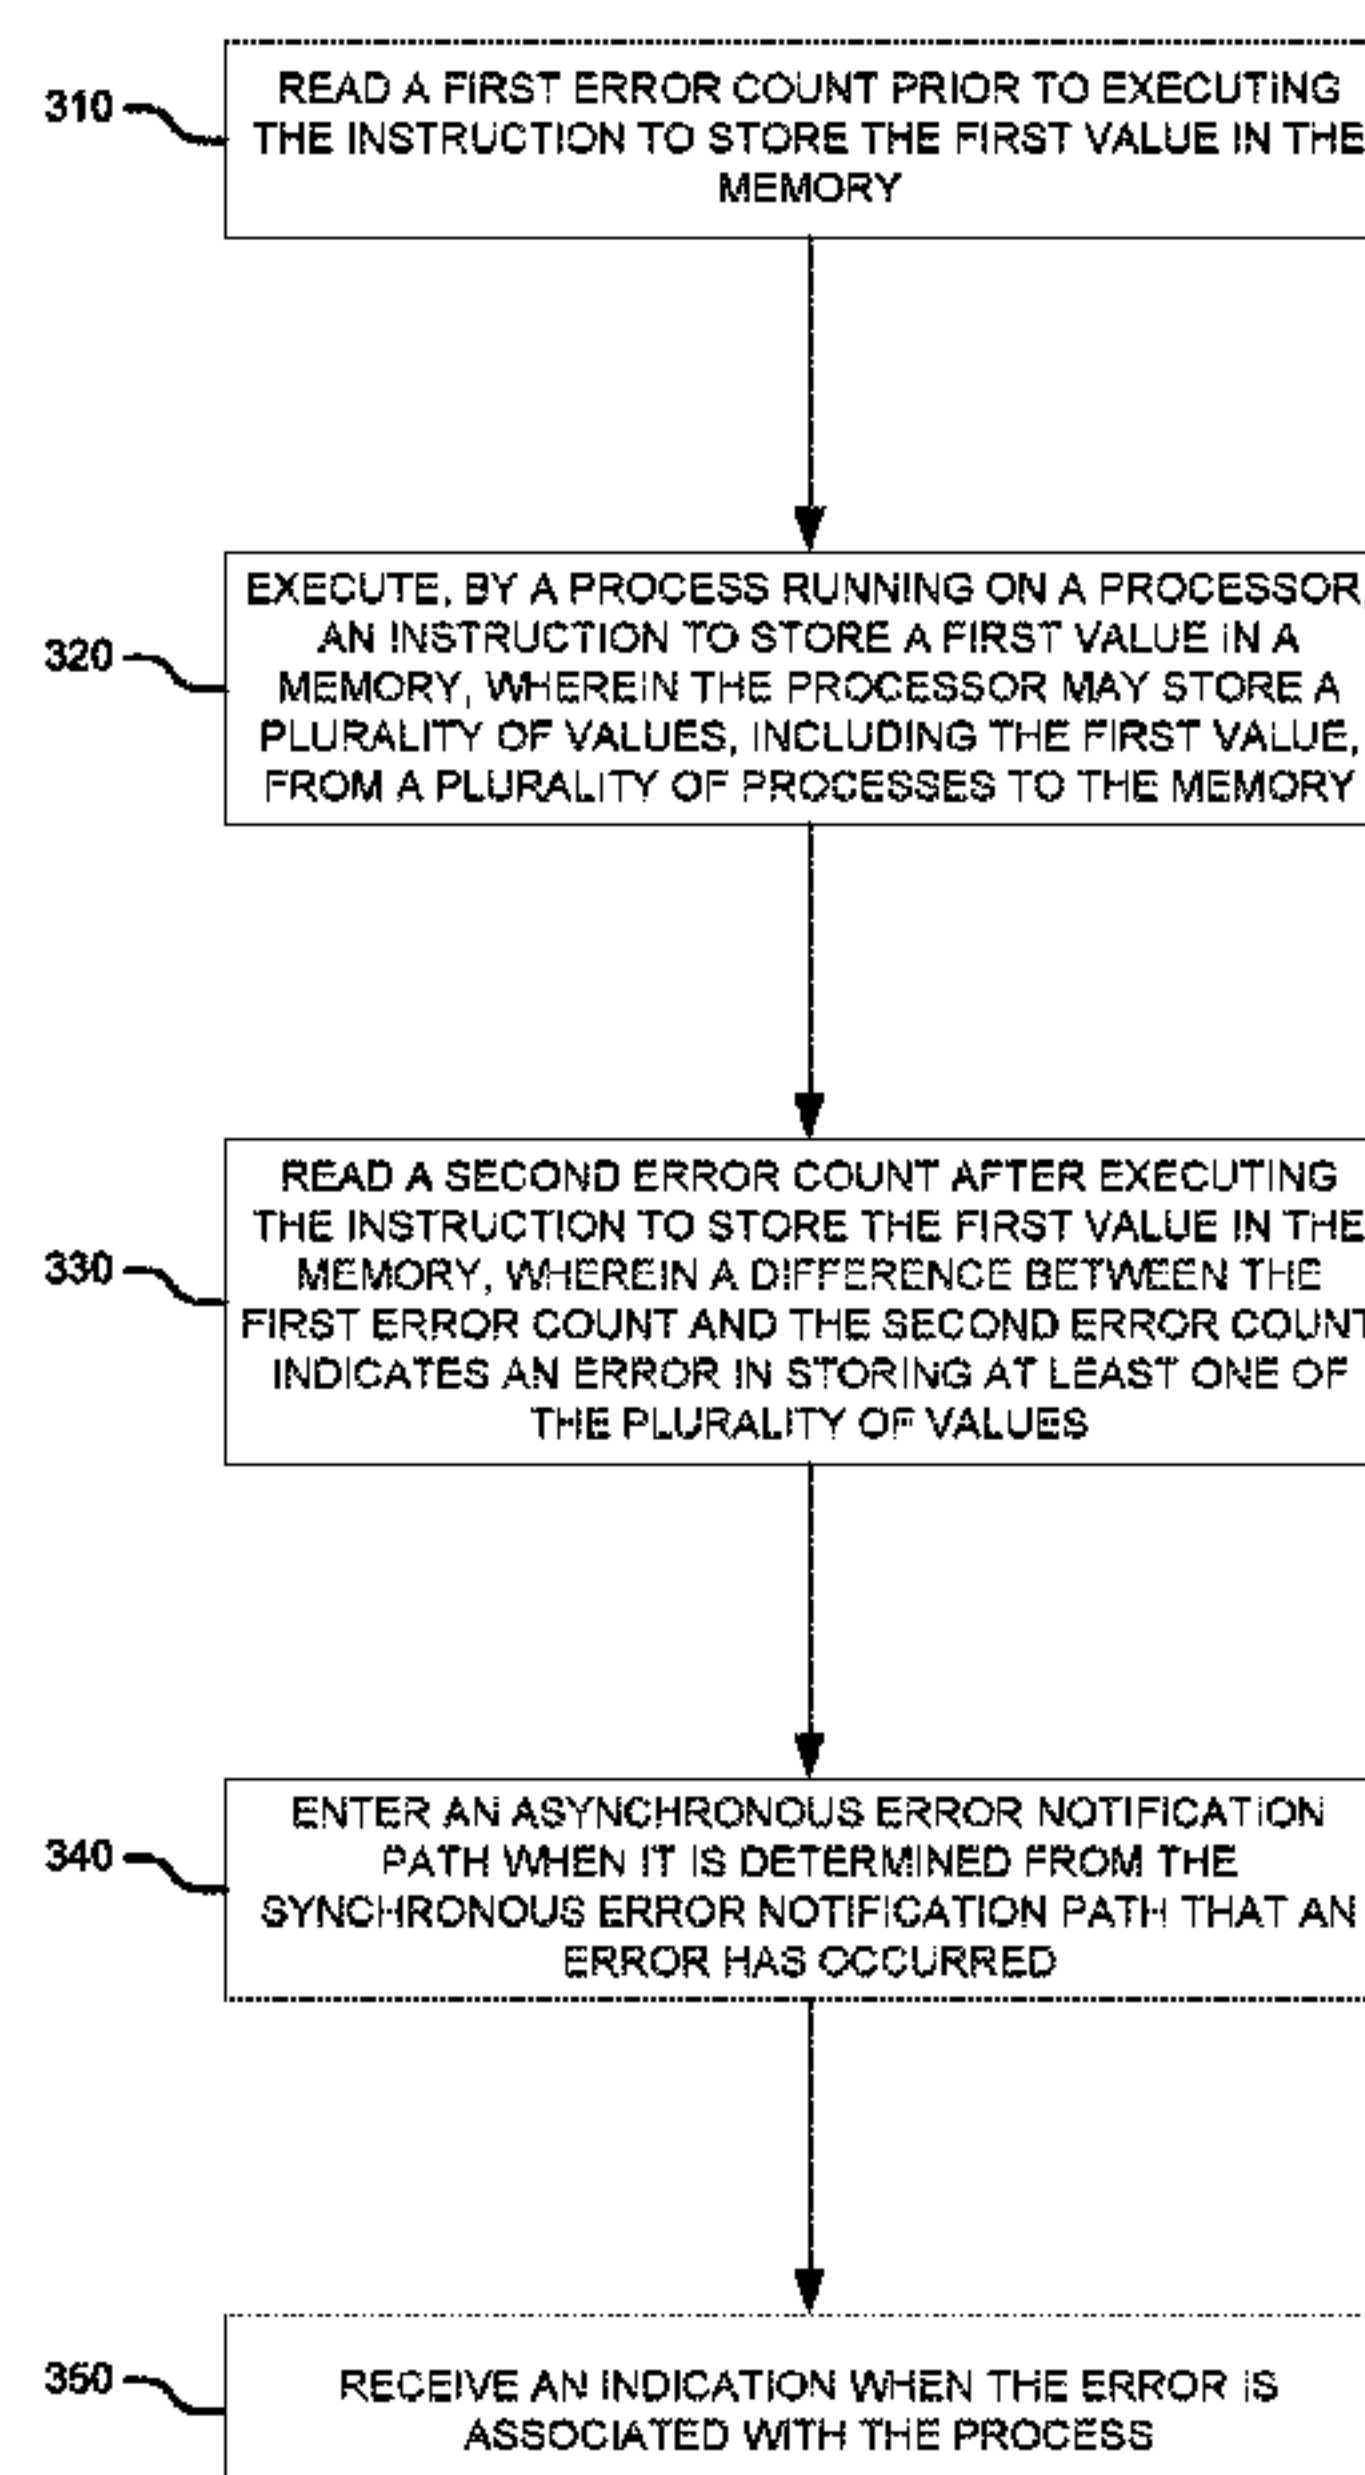 310
READ A FIRST ERROR COUNT PRIOR TO EXECUTING
THE INSTRUCTION TO STORE THE FIRST VALUE IN THE
MEMORY
320
EXECUTE, BY A PROCESS RUNNING ON A PROCESSOR,
AN INSTRUCTION TO STORE A FIRST VALUE IN A
MEMORY, WHEREIN THE PROCESSOR MAY STORE A
PLURALITY OF VALUES, INCLUDING THE FIRST VALUE,
FROM A PLURALITY OF PROCESSES TO THE MEMORY
330
READ A SECOND ERROR COUNT AFTER EXECUTING
THE INSTRUCTION TO STORE THE FIRST VALUE IN THE
MEMORY, WHEREIN A DIFFERENCE BETWEEN THE
FIRST ERROR COUNT AND THE SECOND ERROR COUNT
INDICATES AN ERROR IN STORING AT LEAST ONE OF
THE PLURALITY OF VALUES
340
ENTER AN ASYNCHRONOUS ERROR NOTIFICATION
PATH WHEN IT IS DETERMINED FROM THE
SYNCHRONOUS ERROR NOTIFICATION PATH THAT AN
ERROR HAS OCCURRED
350
RECEIVE AN INDICATION WHEN THE ERROR IS
ASSOCIATED WITH THE PROCESS